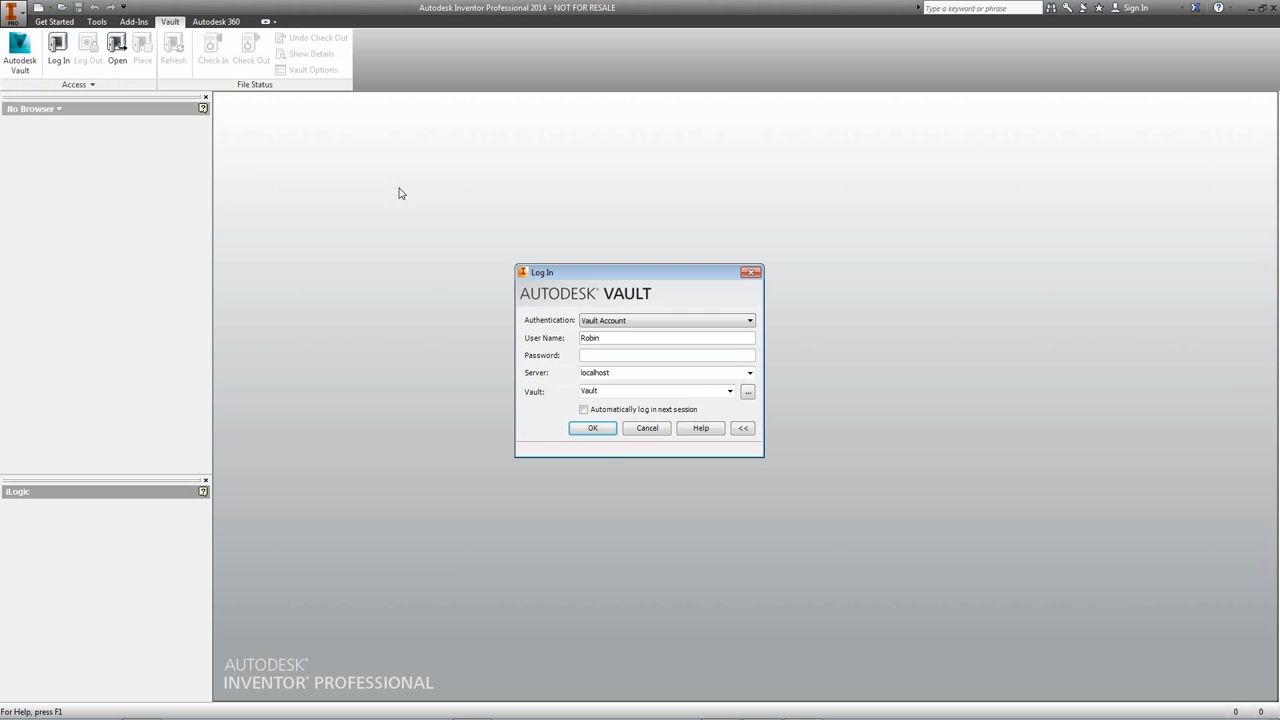 Autodesk Inventor Professional 2014 - NOT FOR RESALE
Type a keyword or phrase
Sign In
PRO
Get Started Tools Add-Ins Vault Autodesk 360
Autodesk Vault
Log In
Log Out
Open
Place
Refresh
Check In
Check Out
Undo Check Out
Show Details
Vault Options
Access
File Status
No Browser
Log In
AUTODESK® VAULT
Authentication: Vault Account
User Name: Robin
Password:
Server: localhost
Vault: Vault ...
Automatically log in next session
OK Cancel Help <<
iLogic
AUTODESK®
INVENTOR® PROFESSIONAL
For Help, press F1
0 0